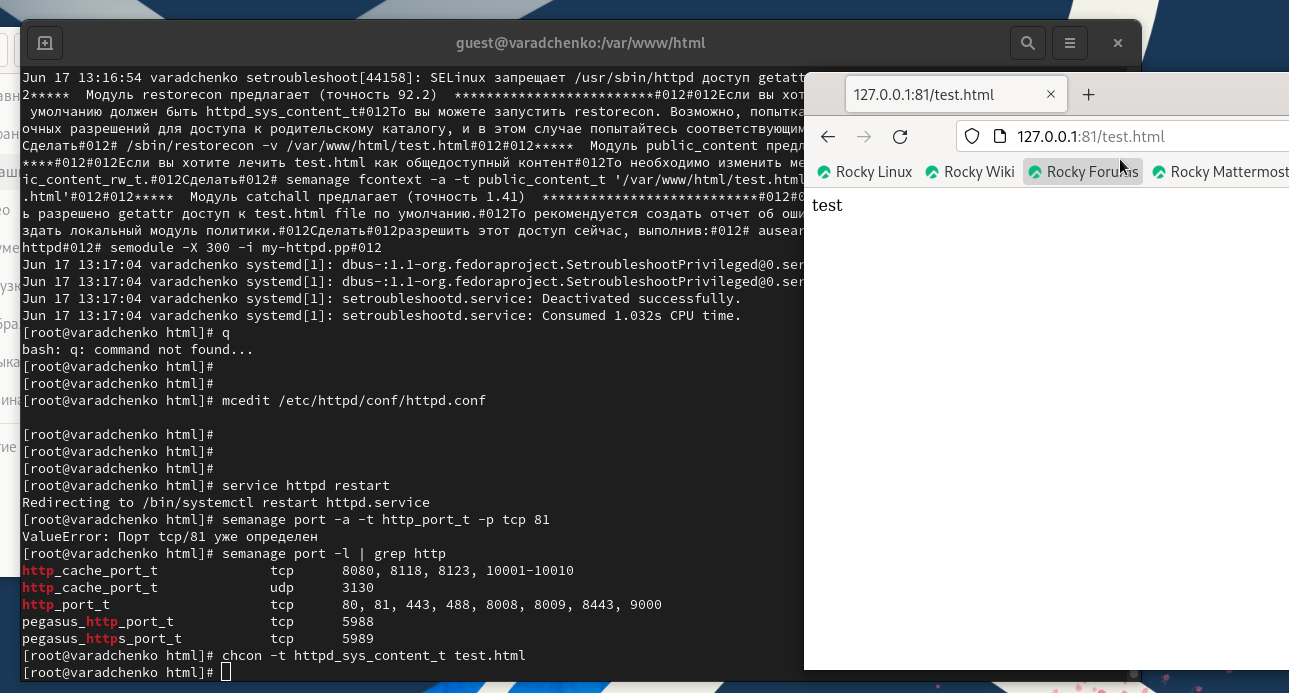 guest@varadchenko:/var/www/html
Jun 17 13:16:54 varadchenko setroubleshoot[44158]: SELinux запрещает /usr/sbin/httpd доступ getatt
2*****  Модуль restorecon предлагает (точность 92.2)  *************************#012#012Если вы хот
умолчанию должен быть httpd_sys_content_t#012То вы можете запустить restorecon. Возможно, попытка
очных разрешений для доступа к родительскому каталогу, и в этом случае попытайтесь соответствующим
Сделать#012# /sbin/restorecon -v /var/www/html/test.html#012#012*****  Модуль public_content предл
****#012#012Если вы хотите лечить test.html как общедоступный контент#012То необходимо изменить ме
ic_content_rw_t.#012Сделать#012# semanage fcontext -a -t public_content_t '/var/www/html/test.html
.html'#012#012*****  Модуль catchall предлагает (точность 1.41)  **************************#012#0
ь разрешено getattr доступ к test.html file по умолчанию.#012То рекомендуется создать отчет об оши
здать локальный модуль политики.#012Сделать#012разрешить этот доступ сейчас, выполнив:#012# ausear
httpd#012# semodule -X 300 -i my-httpd.pp#012
Jun 17 13:17:04 varadchenko systemd[1]: dbus-:1.1-org.fedoraproject.SetroubleshootPrivileged@0.ser
Jun 17 13:17:04 varadchenko systemd[1]: dbus-:1.1-org.fedoraproject.SetroubleshootPrivileged@0.ser
Jun 17 13:17:04 varadchenko systemd[1]: setroubleshootd.service: Deactivated successfully.
Jun 17 13:17:04 varadchenko systemd[1]: setroubleshootd.service: Consumed 1.032s CPU time.
[root@varadchenko html]# q
bash: q: command not found...
[root@varadchenko html]#
[root@varadchenko html]#
[root@varadchenko html]# mcedit /etc/httpd/conf/httpd.conf
[root@varadchenko html]#
[root@varadchenko html]#
[root@varadchenko html]#
[root@varadchenko html]# service httpd restart
Redirecting to /bin/systemctl restart httpd.service
[root@varadchenko html]# semanage port -a -t http_port_t -p tcp 81
ValueError: Порт tcp/81 уже определен
[root@varadchenko html]# semanage port -l | grep http
http_cache_port_t              tcp      8080, 8118, 8123, 10001-10010
http_cache_port_t              udp      3130
http_port_t                    tcp      80, 81, 443, 488, 8008, 8009, 8443, 9000
pegasus_http_port_t            tcp      5988
pegasus_https_port_t           tcp      5989
[root@varadchenko html]# chcon -t httpd_sys_content_t test.html
[root@varadchenko html]#
127.0.0.1:81/test.html
127.0.0.1:81/test.html
Rocky Linux Rocky Wiki Rocky Forums Rocky Mattermost
test